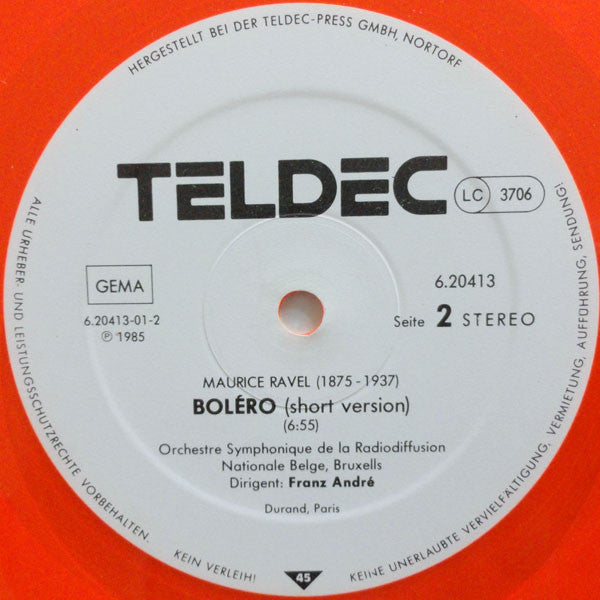 HERGESTELLT BEI DER TELDEC-PRESS GMBH, NORTORF
TELDEC
LC 3706
GEMA
6.20413
6.20413-01-2
℗ 1985
Seite 2 STEREO
MAURICE RAVEL (1875-1937)
BOLÉRO (short version)
(6:55)
Orchestre Symphonique de la Radiodiffusion
Nationale Belge, Bruxells
Dirigent: Franz André
Durand, Paris
45
ALLE URHEBER- UND LEISTUNGSSCHUTZRECHTE VORBEHALTEN.
KEIN VERLEIH!
KEINE UNERLAUBTE VERVIELFÄLTIGUNG, VERMIETUNG, AUFFÜHRUNG, SENDUNG!